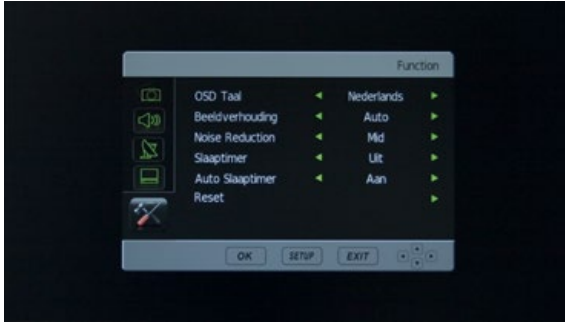 Function
OSD Taal Nederlands
Beeldverhouding Auto
Noise Reduction Mid
Slaaptimer Uit
Auto Slaaptimer Aan
Reset
OK SETUP EXIT